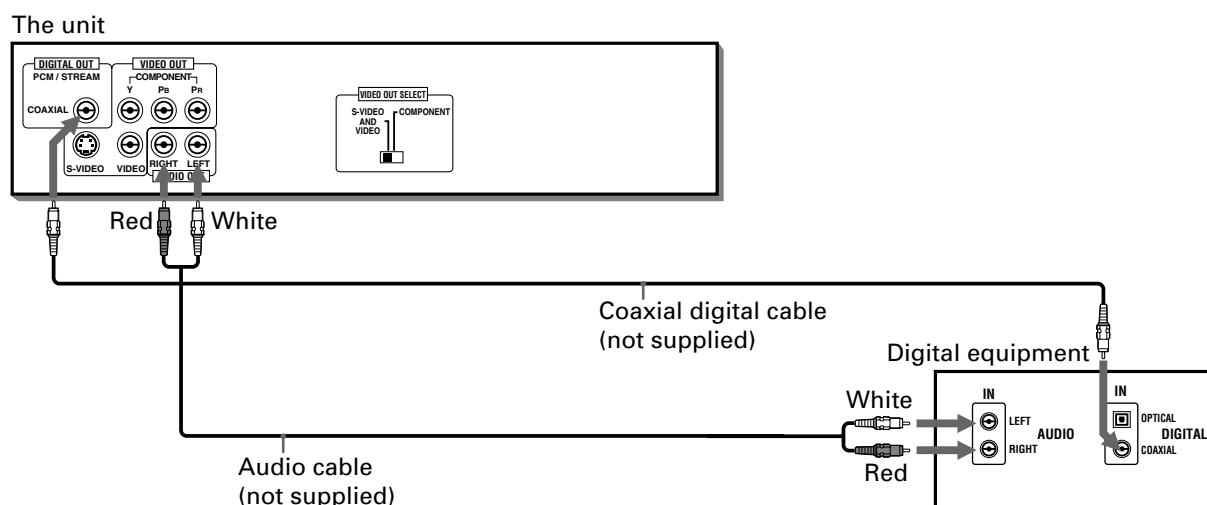 The unit
DIGITAL OUT
PCM / STREAM
COAXIAL
VIDEO OUT
COMPONENT
Y PB PR
S-VIDEO VIDEO
RIGHT LEFT
AUDIO OUT
VIDEO OUT SELECT
S-VIDEO
AND
VIDEO
COMPONENT
Red White
Coaxial digital cable
(not supplied)
Digital equipment
White
Red
IN
LEFT
RIGHT
AUDIO
IN
OPTICAL
COAXIAL
DIGITAL
Audio cable
(not supplied)